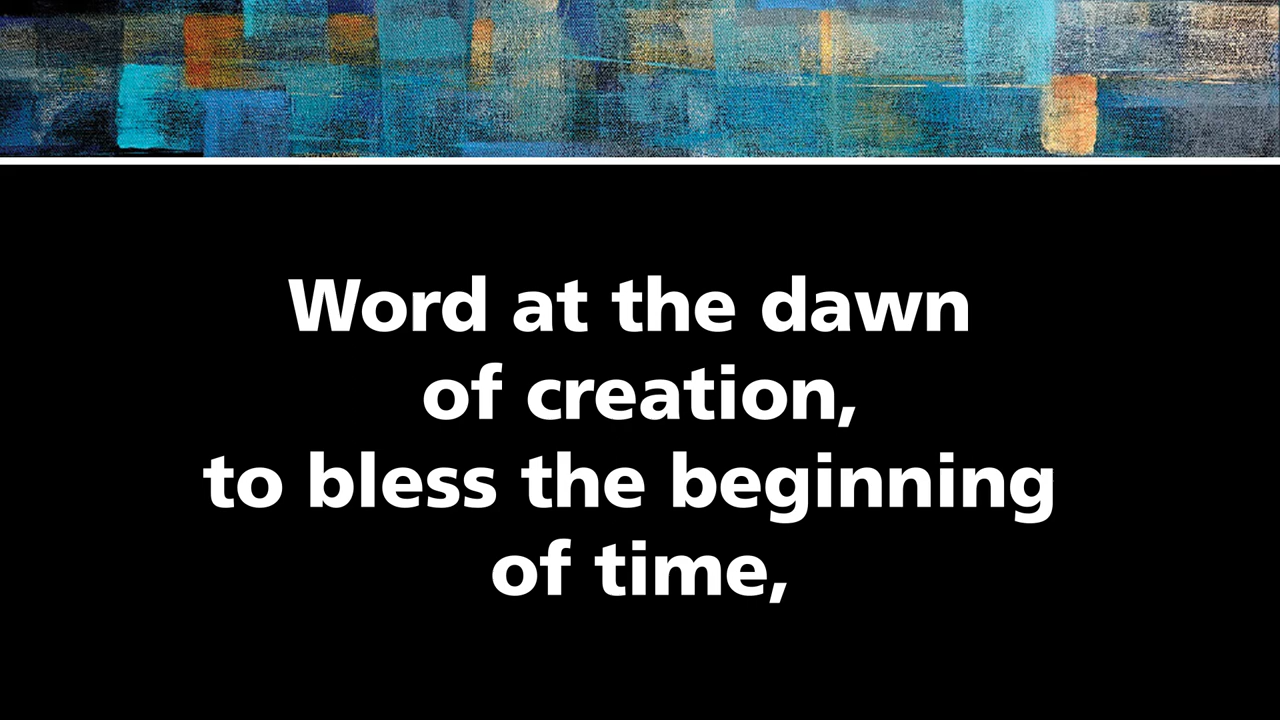 Word at the dawn
of creation,
to bless the beginning
of time,